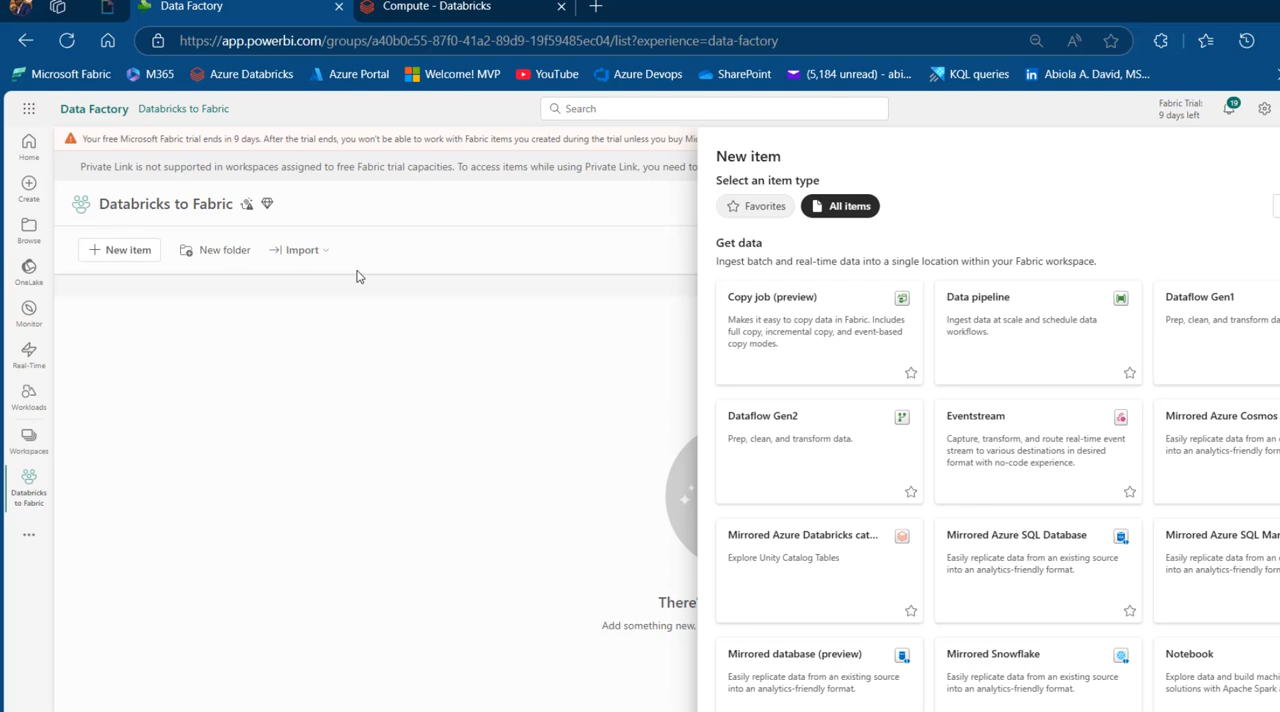 Data Factory
Compute - Databricks
https://app.powerbi.com/groups/a40b0c55-87f0-41a2-89d9-19f59485ec04/list?experience=data-factory
Microsoft Fabric
M365
Azure Databricks
Azure Portal
Welcome! MVP
YouTube
Azure Devops
SharePoint
(5,184 unread) - abi...
KQL queries
Abiola A. David, MS...
Data Factory
Databricks to Fabric
Search
Fabric Trial:
9 days left
19
Home
Create
Browse
OneLake
Monitor
Real-Time
Workloads
Workspaces
Databricks
to Fabric
Your free Microsoft Fabric trial ends in 9 days. After the trial ends, you won't be able to work with Fabric items you created during the trial unless you buy Mi
Private Link is not supported in workspaces assigned to free Fabric trial capacities. To access items while using Private Link, you need to
Databricks to Fabric
New item
New folder
Import
There'
Add something new.
New item
Select an item type
Favorites
All items
Get data
Ingest batch and real-time data into a single location within your Fabric workspace.
Copy job (preview)
Makes it easy to copy data in Fabric. Includes
full copy, incremental copy, and event-based
copy modes.
Data pipeline
Ingest data at scale and schedule data
workflows.
Dataflow Gen1
Prep, clean, and transform data
Dataflow Gen2
Prep, clean, and transform data.
Eventstream
Capture, transform, and route real-time event
stream to various destinations in desired
format with no-code experience.
Mirrored Azure Cosmos
Easily replicate data from an existing
into an analytics-friendly format.
Mirrored Azure Databricks cat...
Explore Unity Catalog Tables
Mirrored Azure SQL Database
Easily replicate data from an existing source
into an analytics-friendly format.
Mirrored Azure SQL Mar
Easily replicate data from an existing
into an analytics-friendly format.
Mirrored database (preview)
Easily replicate data from an existing source
into an analytics-friendly format.
Mirrored Snowflake
Easily replicate data from an existing source
into an analytics-friendly format.
Notebook
Explore data and build machi
solutions with Apache Spark a